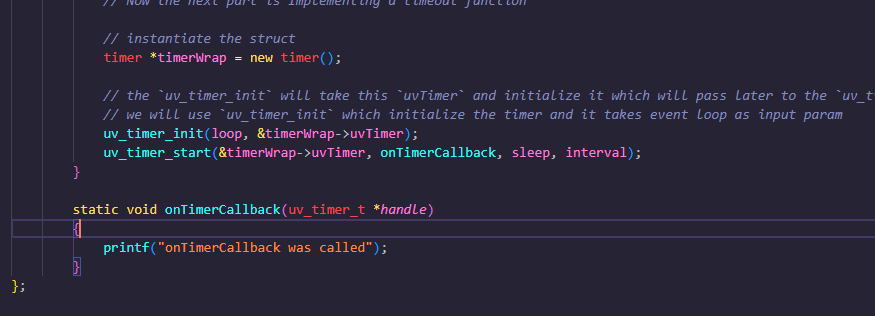 // Now the next part is implementing a timeout function
// instantiate the struct
timer *timerWrap = new timer();
// the `uv_timer_init` will take this `uvTimer` and initialize it which will pass later to the `uv_t
// we will use `uv_timer_init` which initialize the timer and it takes event loop as input param
uv_timer_init(loop, &timerWrap->uvTimer);
uv_timer_start(&timerWrap->uvTimer, onTimerCallback, sleep, interval);
}
static void onTimerCallback(uv_timer_t *handle)
{
printf("onTimerCallback was called");
}
};